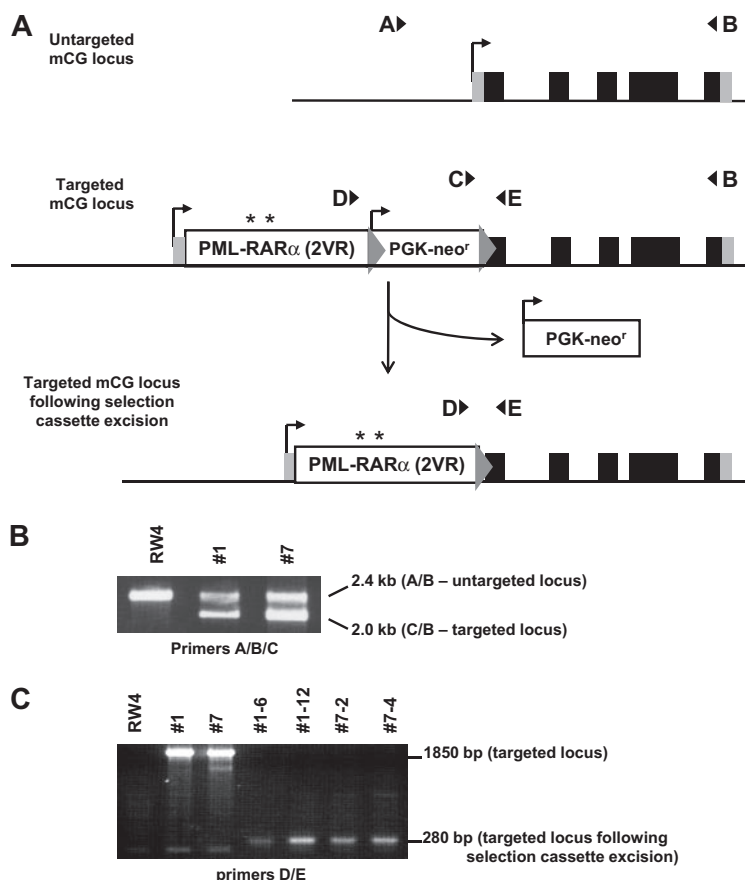 A
Untargeted
mCG locus
A
B
Targeted
mCG locus
D
C
E
B
* *
PML-RARα (2VR)
PGK-neoʳ
PGK-neoʳ
Targeted mCG locus
following selection
cassette excision
D
E
* *
PML-RARα (2VR)
B
RW4
#1
#7
2.4 kb (A/B – untargeted locus)
2.0 kb (C/B – targeted locus)
Primers A/B/C
C
RW4
#1
#7
#1-6
#1-12
#7-2
#7-4
1850 bp (targeted locus)
280 bp (targeted locus following
selection cassette excision)
primers D/E